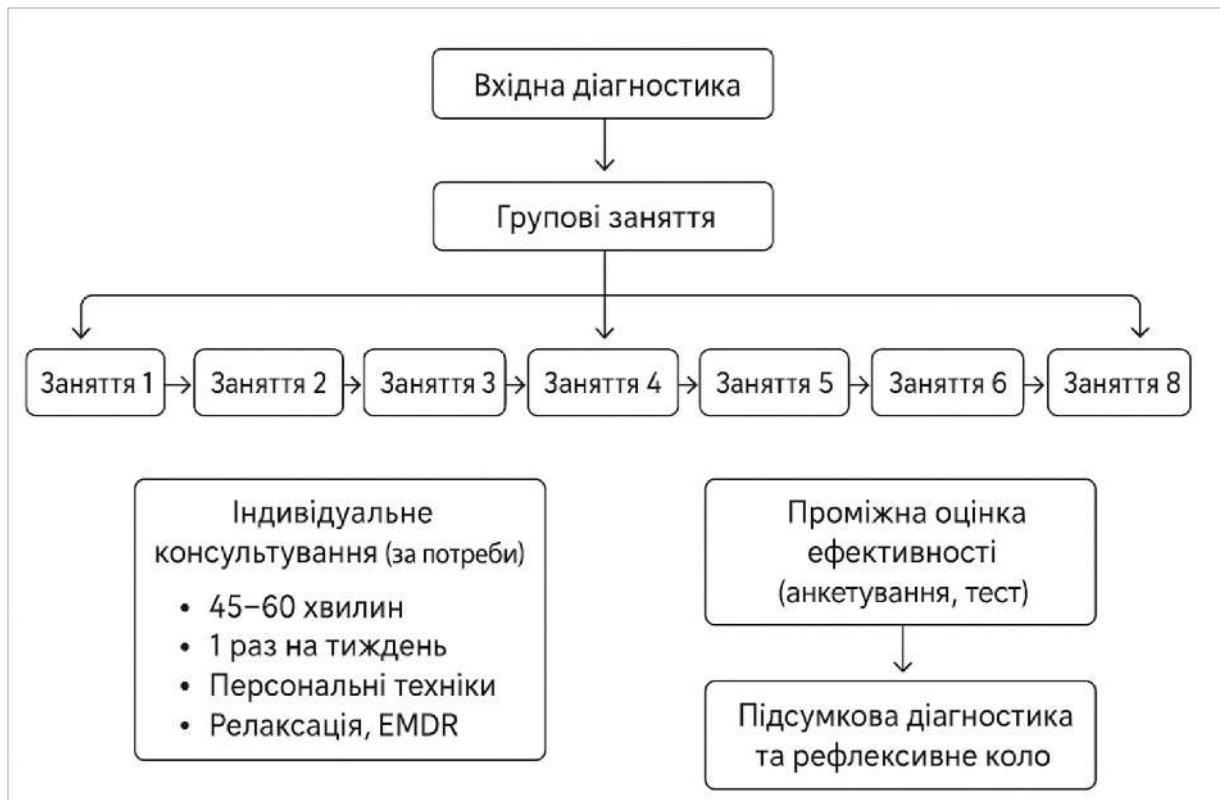 Вхідна діагностика
Групові заняття
Заняття 1
Заняття 2
Заняття 3
Заняття 4
Заняття 5
Заняття 6
Заняття 8
Індивідуальне
консультування (за потреби)
• 45–60 хвилин
• 1 раз на тиждень
• Персональні техніки
• Релаксація, EMDR
Проміжна оцінка
ефективності
(анкетування, тест)
Підсумкова діагностика
та рефлексивне коло